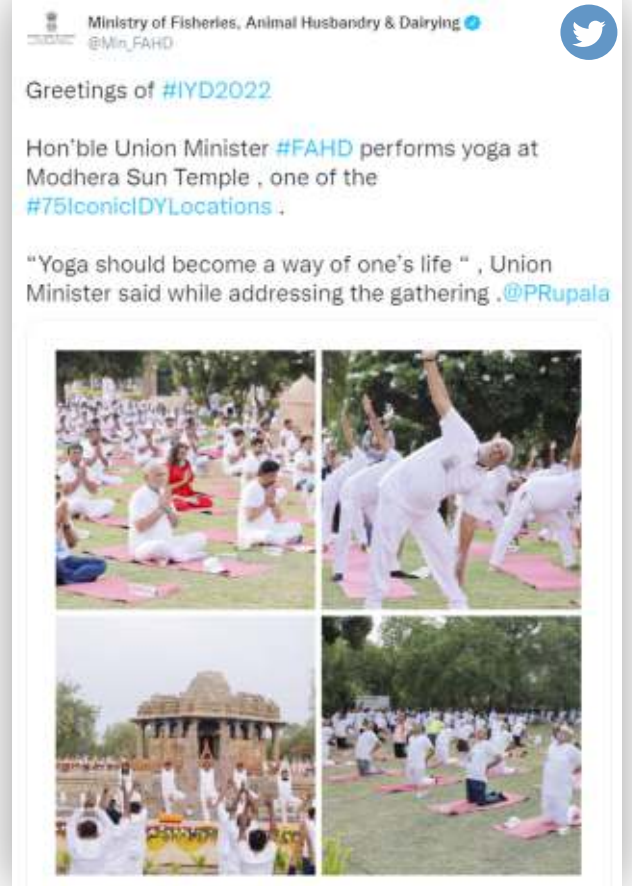 Ministry of Fisheries, Animal Husbandry & Dairying
@Min_FAHD
Greetings of #IYD2022
Hon'ble Union Minister #FAHD performs yoga at
Modhera Sun Temple , one of the
#75IconicIDYLocations .
"Yoga should become a way of one's life " , Union
Minister said while addressing the gathering .@PRupala